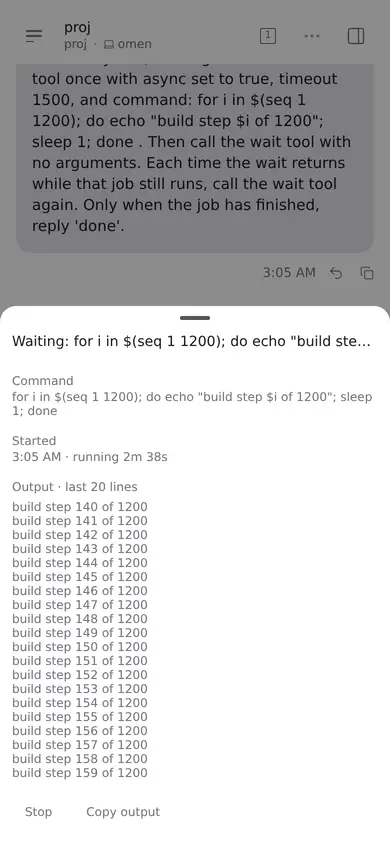 proj
proj · omen
1
tool once with async set to true, timeout
1500, and command: for i in $(seq 1
1200); do echo "build step $i of 1200";
sleep 1; done . Then call the wait tool with
no arguments. Each time the wait returns
while that job still runs, call the wait tool
again. Only when the job has finished,
reply 'done'.
3:05 AM
Waiting: for i in $(seq 1 1200); do echo "build ste...
Command
for i in $(seq 1 1200); do echo "build step $i of 1200"; sleep
1; done
Started
3:05 AM · running 2m 38s
Output · last 20 lines
build step 140 of 1200
build step 141 of 1200
build step 142 of 1200
build step 143 of 1200
build step 144 of 1200
build step 145 of 1200
build step 146 of 1200
build step 147 of 1200
build step 148 of 1200
build step 149 of 1200
build step 150 of 1200
build step 151 of 1200
build step 152 of 1200
build step 153 of 1200
build step 154 of 1200
build step 155 of 1200
build step 156 of 1200
build step 157 of 1200
build step 158 of 1200
build step 159 of 1200
Stop
Copy output